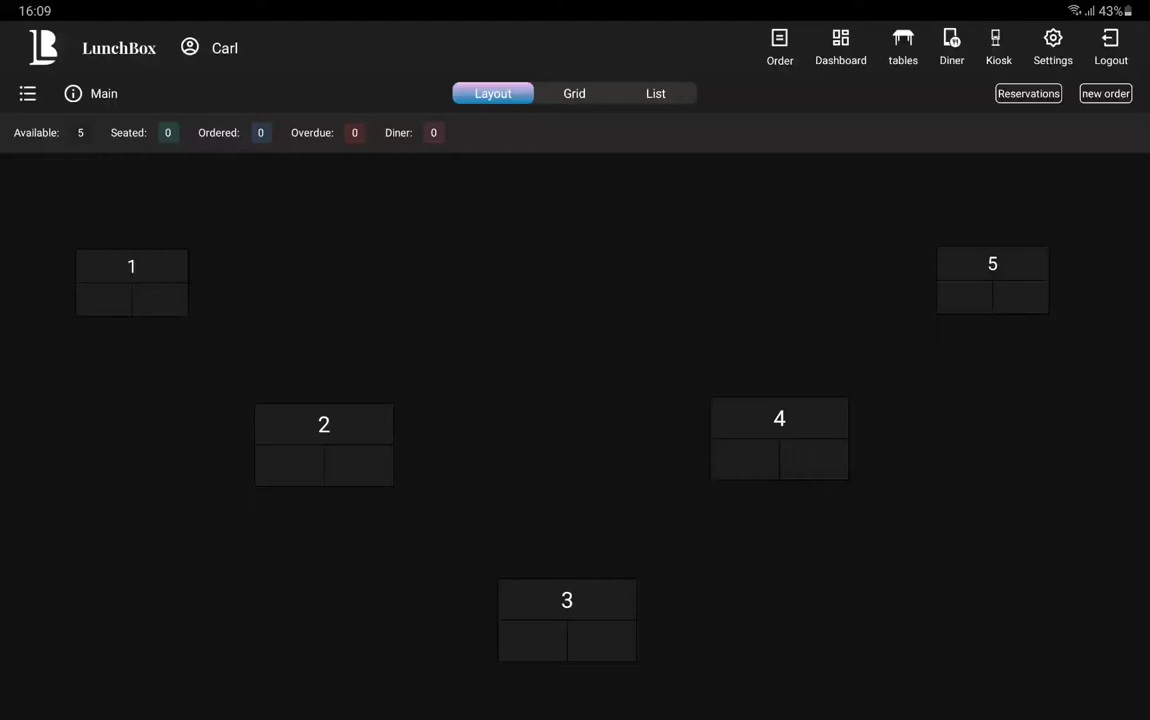 16:09 43%
LB LunchBox Carl Order Dashboard tables Diner Kiosk Settings Logout
Main Layout Grid List Reservations new order
Available: 5 Seated: 0 Ordered: 0 Overdue: 0 Diner: 0
1 5
2 4
3